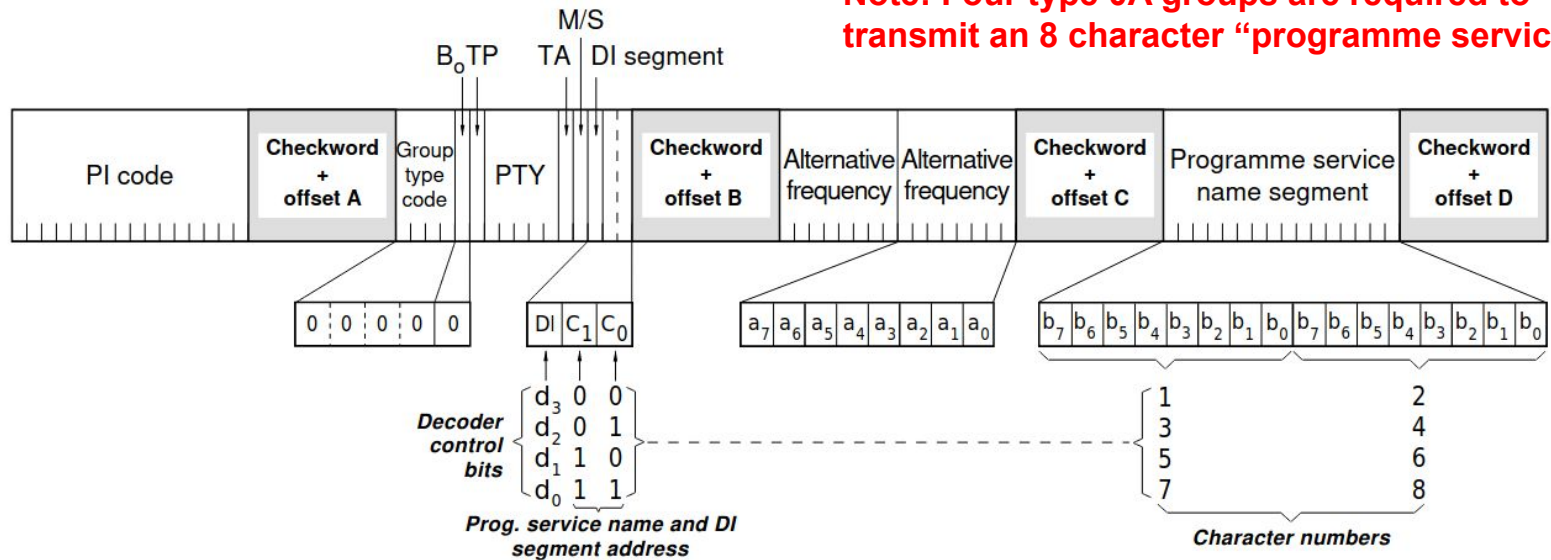 transmit an 8 character “programme servic
M/S
BoTP TA DI segment
PI code
Checkword
+
offset A
Group
type
code
PTY
Checkword
+
offset B
Alternative
frequency
Alternative
frequency
Checkword
+
offset C
Programme service
name segment
Checkword
+
offset D
0 0 0 0 0
DI C1 C0
a7 a6 a5 a4 a3 a2 a1 a0
b7 b6 b5 b4 b3 b2 b1 b0 b7 b6 b5 b4 b3 b2 b1 b0
Decoder
control
bits
d3 0 0
d2 0 1
d1 1 0
d0 1 1
1 2
3 4
5 6
7 8
Prog. service name and DI
segment address
Character numbers